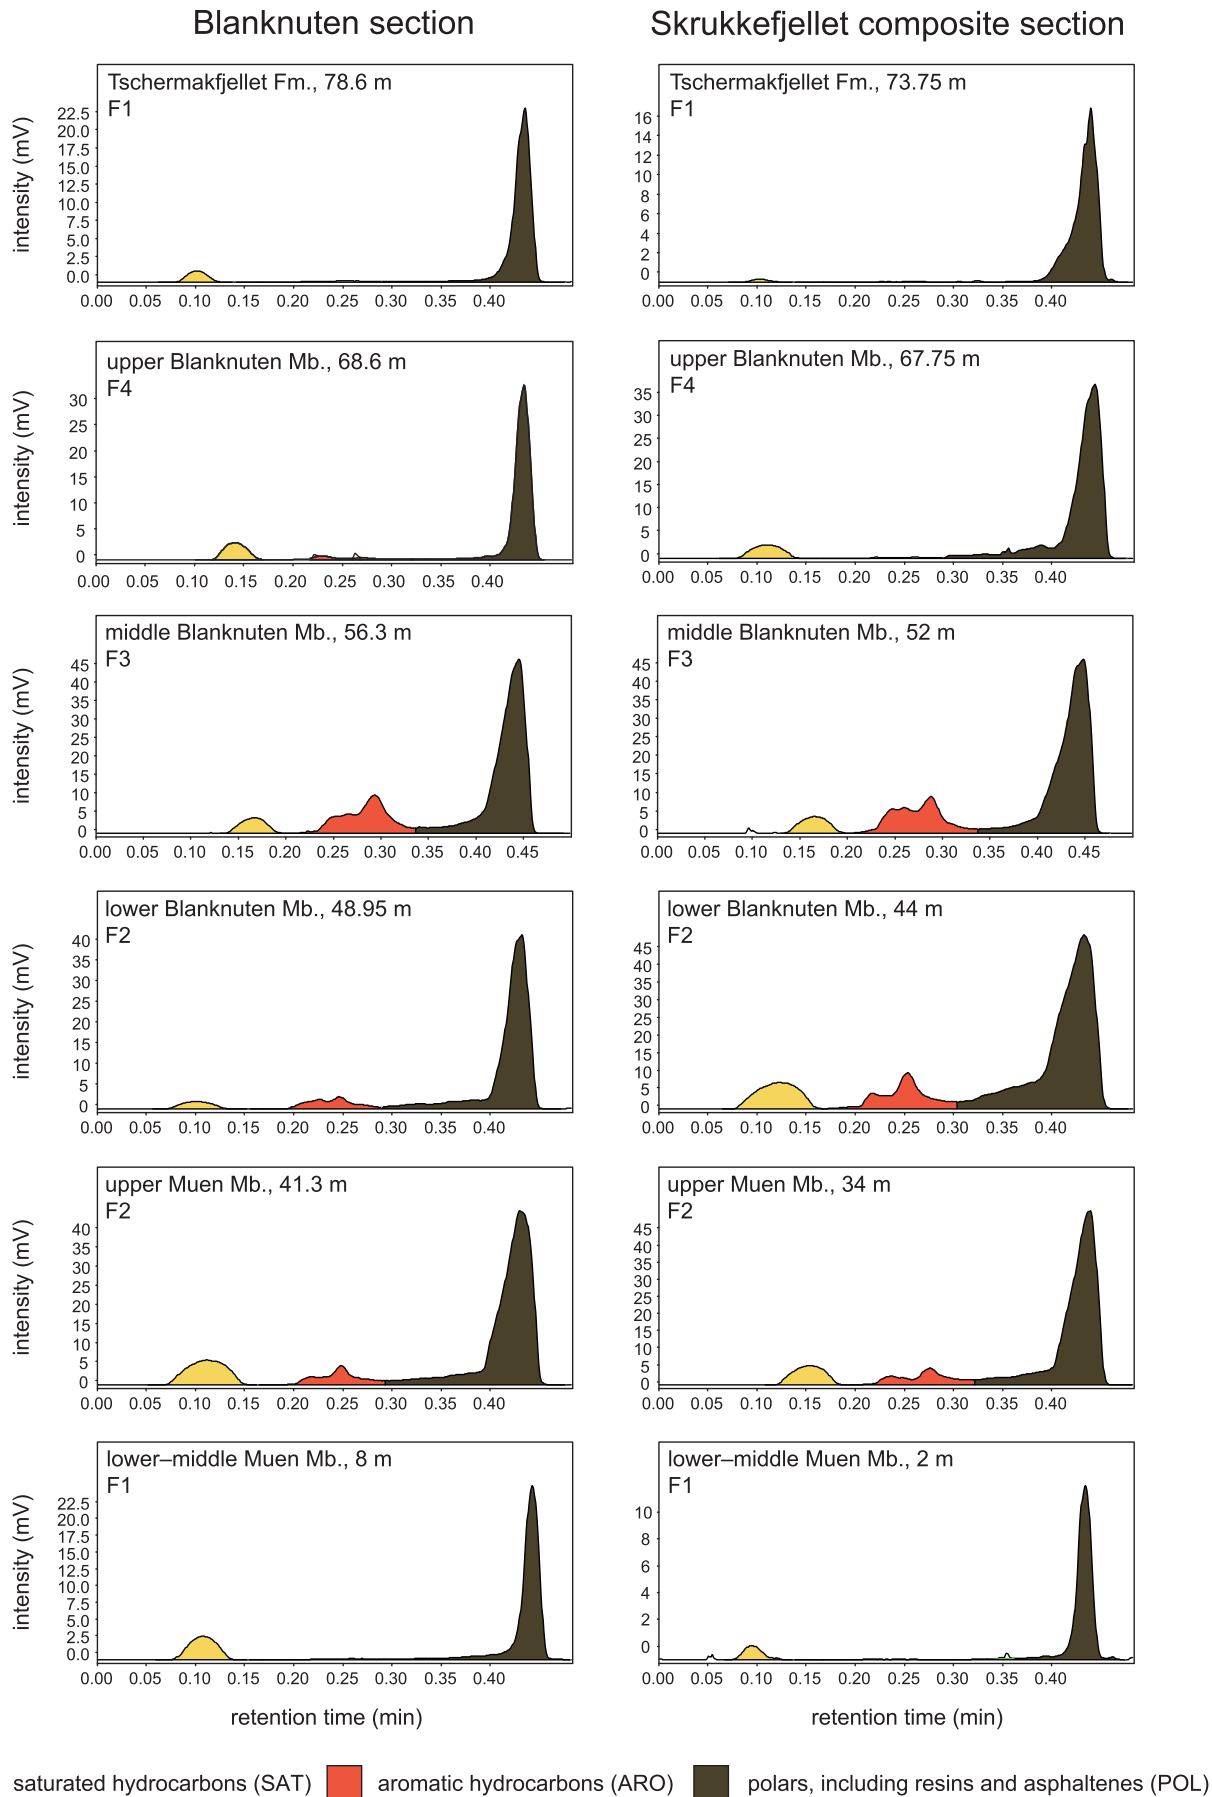 Blanknuten section
Skrukkefjellet composite section
Tschermakfjellet Fm., 78.6 m
F1
intensity (mV)
22.5
20.0
17.5
15.0
12.5
10.0
7.5
5.0
2.5
0.0
0.00 0.05 0.10 0.15 0.20 0.25 0.30 0.35 0.40
Tschermakfjellet Fm., 73.75 m
F1
16
14
12
10
8
6
4
2
0
0.00 0.05 0.10 0.15 0.20 0.25 0.30 0.35 0.40
upper Blanknuten Mb., 68.6 m
F4
intensity (mV)
30
25
20
15
10
5
0
0.00 0.05 0.10 0.15 0.20 0.25 0.30 0.35 0.40
upper Blanknuten Mb., 67.75 m
F4
35
30
25
20
15
10
5
0
0.00 0.05 0.10 0.15 0.20 0.25 0.30 0.35 0.40
middle Blanknuten Mb., 56.3 m
F3
intensity (mV)
45
40
35
30
25
20
15
10
5
0
0.00 0.05 0.10 0.15 0.20 0.25 0.30 0.35 0.40 0.45
middle Blanknuten Mb., 52 m
F3
45
40
35
30
25
20
15
10
5
0
0.00 0.05 0.10 0.15 0.20 0.25 0.30 0.35 0.40 0.45
lower Blanknuten Mb., 48.95 m
F2
intensity (mV)
40
35
30
25
20
15
10
5
0
0.00 0.05 0.10 0.15 0.20 0.25 0.30 0.35 0.40
lower Blanknuten Mb., 44 m
F2
45
40
35
30
25
20
15
10
5
0
0.00 0.05 0.10 0.15 0.20 0.25 0.30 0.35 0.40
upper Muen Mb., 41.3 m
F2
intensity (mV)
40
35
30
25
20
15
10
5
0
0.00 0.05 0.10 0.15 0.20 0.25 0.30 0.35 0.40
upper Muen Mb., 34 m
F2
45
40
35
30
25
20
15
10
5
0
0.00 0.05 0.10 0.15 0.20 0.25 0.30 0.35 0.40
lower–middle Muen Mb., 8 m
F1
intensity (mV)
22.5
20.0
17.5
15.0
12.5
10.0
7.5
5.0
2.5
0.0
0.00 0.05 0.10 0.15 0.20 0.25 0.30 0.35 0.40
lower–middle Muen Mb., 2 m
F1
10
8
6
4
2
0
0.00 0.05 0.10 0.15 0.20 0.25 0.30 0.35 0.40
retention time (min)
retention time (min)
saturated hydrocarbons (SAT)
aromatic hydrocarbons (ARO)
polars, including resins and asphaltenes (POL)